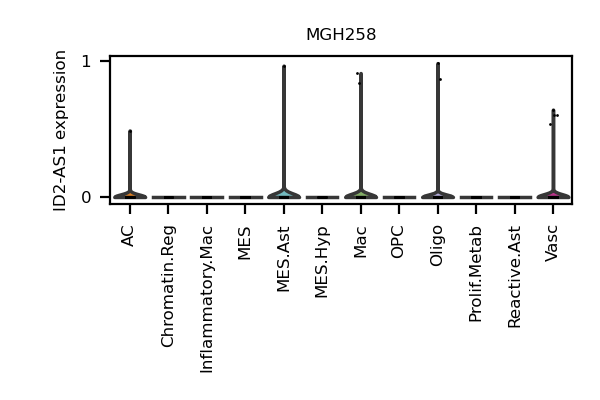 MGH258
ID2-AS1 expression
1
0
AC
Chromatin.Reg
Inflammatory.Mac
MES
MES.Ast
MES.Hyp
Mac
OPC
Oligo
Prolif.Metab
Reactive.Ast
Vasc